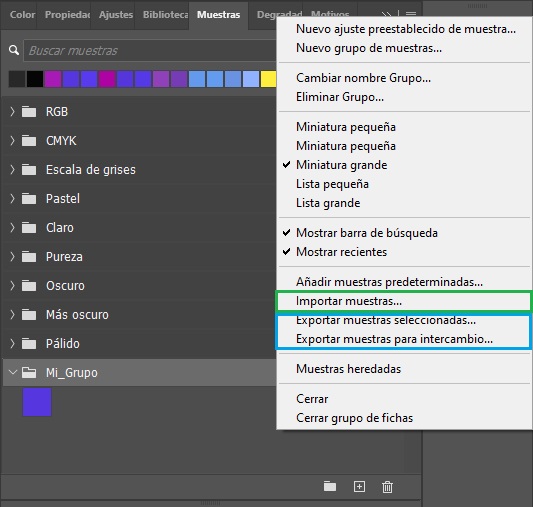 Color Propiedad Ajustes Biblioteca Muestras Degradad Motivos
Buscar muestras
RGB
CMYK
Escala de grises
Pastel
Claro
Pureza
Oscuro
Más oscuro
Pálido
Mi_Grupo
Nuevo ajuste preestablecido de muestra...
Nuevo grupo de muestras...
Cambiar nombre Grupo...
Eliminar Grupo...
Miniatura pequeña
Miniatura pequeña
Miniatura grande
Lista pequeña
Lista grande
Mostrar barra de búsqueda
Mostrar recientes
Añadir muestras predeterminadas...
Importar muestras...
Exportar muestras seleccionadas...
Exportar muestras para intercambio...
Muestras heredadas
Cerrar
Cerrar grupo de fichas